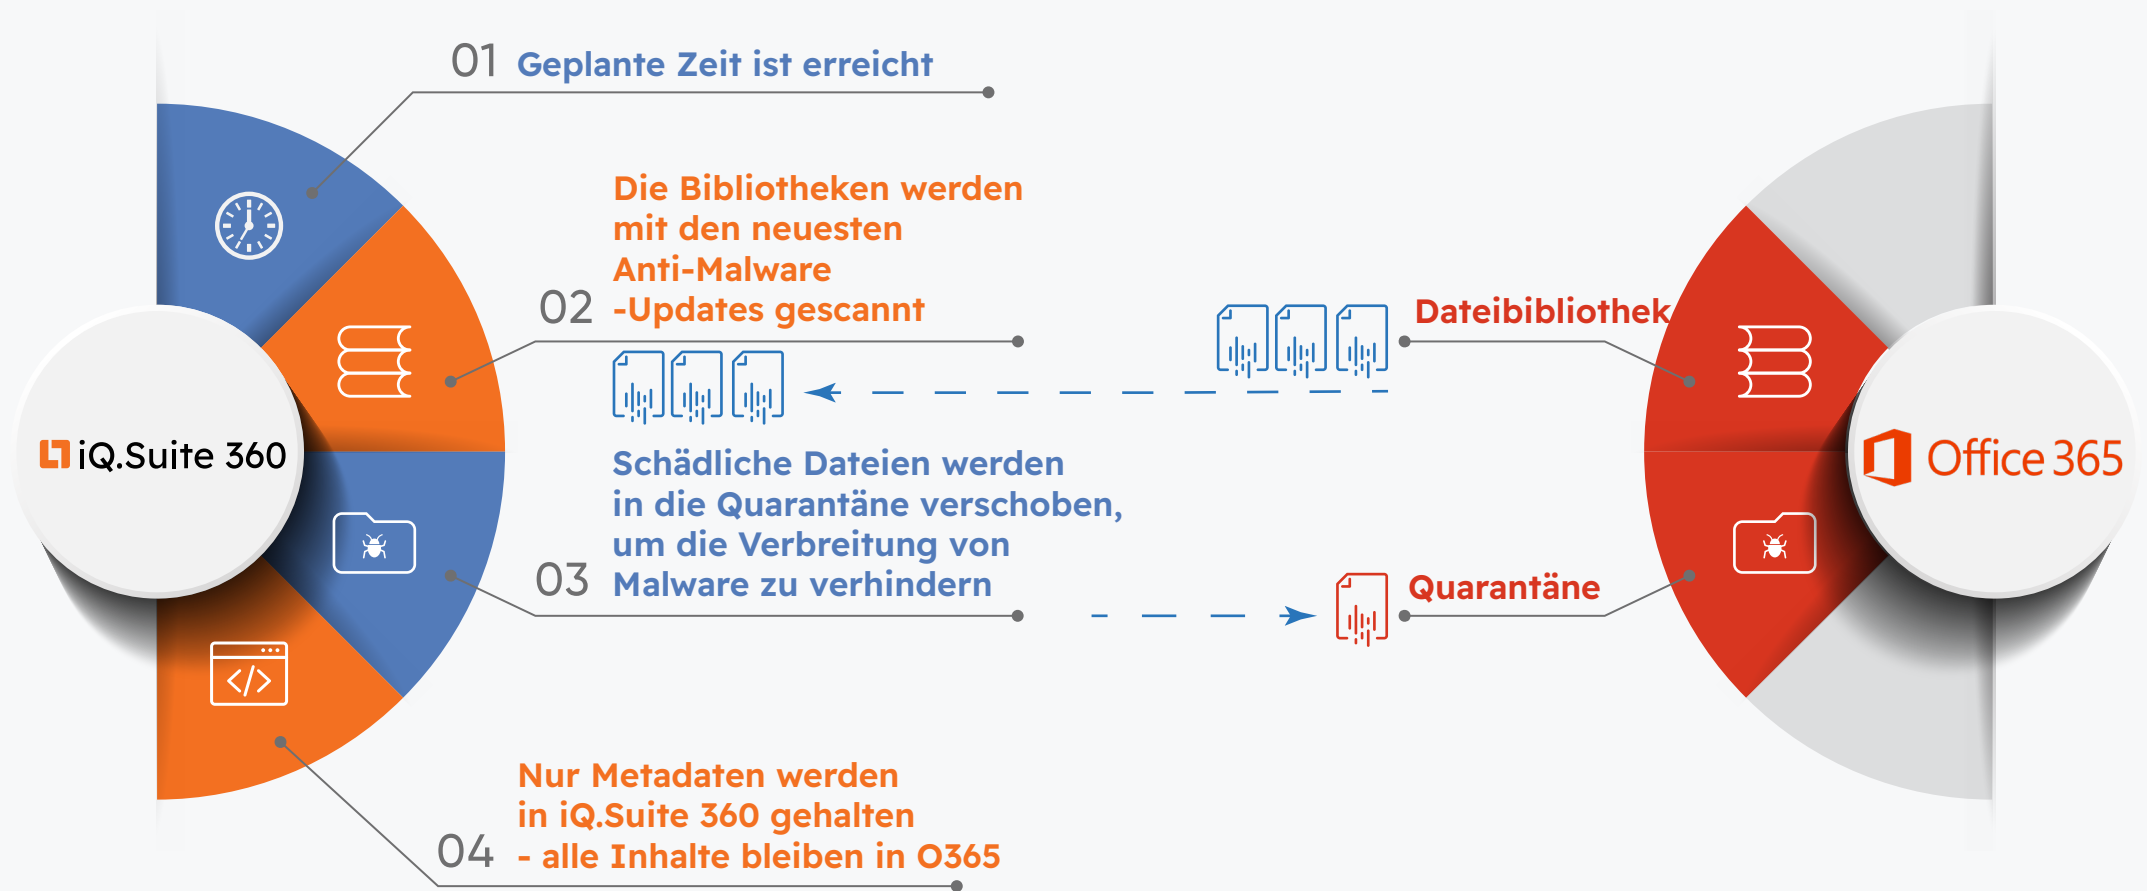 01 Geplante Zeit ist erreicht
Die Bibliotheken werden
mit den neuesten
Anti-Malware
02 -Updates gescannt
Dateibibliothek
iQ.Suite 360
Office 365
Schädliche Dateien werden
in die Quarantäne verschoben,
um die Verbreitung von
03 Malware zu verhindern
Quarantäne
Nur Metadaten werden
in iQ.Suite 360 gehalten
04 - alle Inhalte bleiben in O365